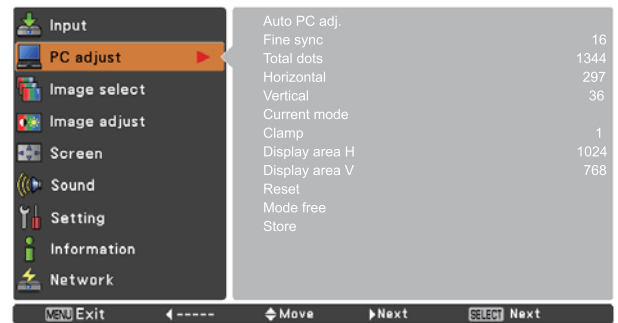 Input
PC adjust
Image select
Image adjust
Screen
Sound
Setting
Information
Network
Auto PC adj.
Fine sync 16
Total dots 1344
Horizontal 297
Vertical 36
Current mode
Clamp 1
Display area H 1024
Display area V 768
Reset
Mode free
Store
MENU Exit ◀----- Move Next SELECT Next